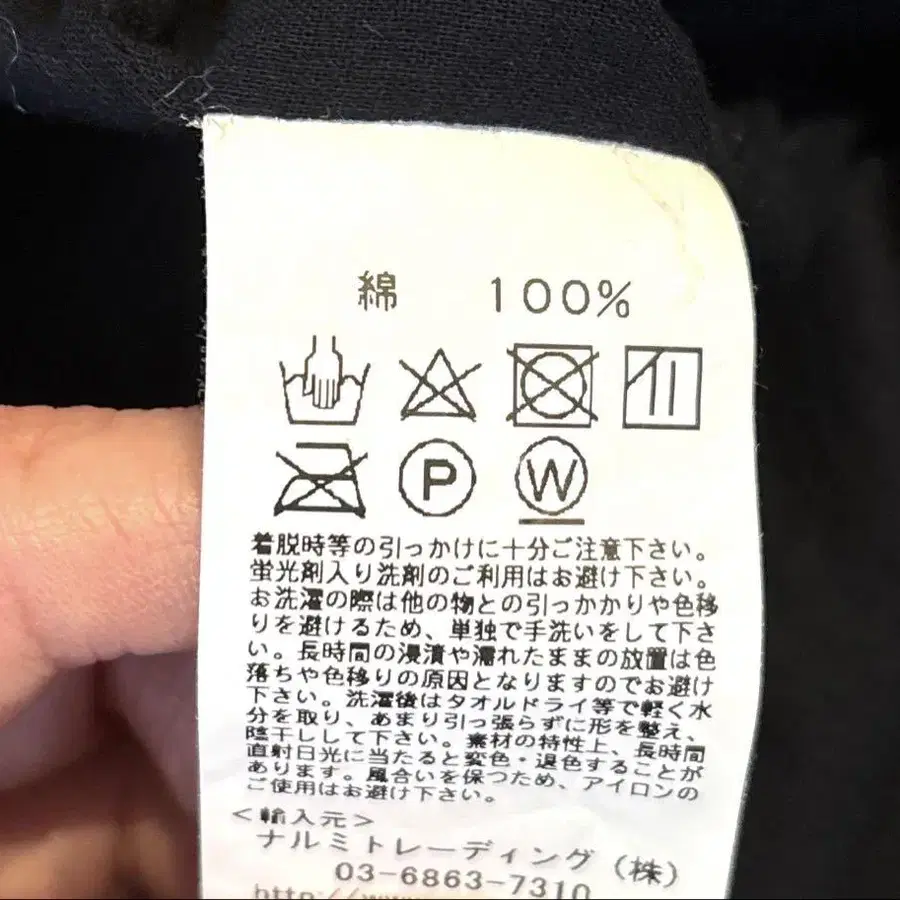 綿 100%
P W
着脱時等の引っかけに十分ご注意下さい。
蛍光剤入り洗剤のご利用はお避け下さい。
お洗濯の際は他の物との引っかかりや色移
りを避けるため、単独で手洗いをして下さ
い。長時間の浸漬や濡れたままの放置は色
落ちや色移りの原因となりますのでお避け
下さい。洗濯後はタオルドライ等で軽く水
分を取り、あまり引っ張らずに形を整え、
陰干しして下さい。素材の特性上、長時間
直射日光に当たると変色・退色することが
あります。風合いを保つため、アイロンの
ご使用はお避け下さい。
<輸入元>
ナルミトレーディング(株)
03-6863-7310